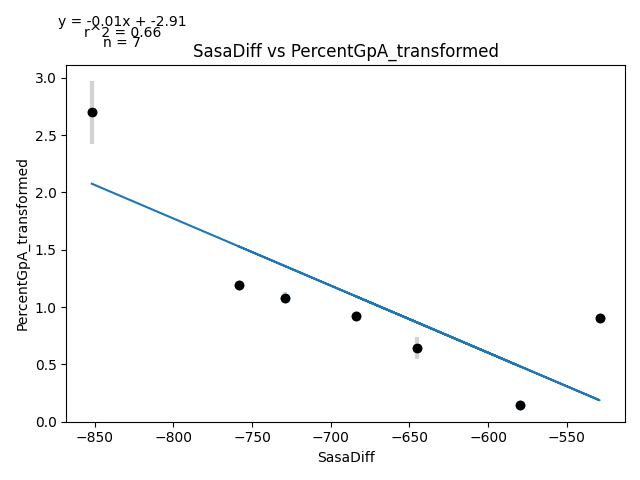 y = -0.01x + -2.91
r^2 = 0.66
n = 7
SasaDiff vs PercentGpA_transformed
PercentGpA_transformed
3.0
2.5
2.0
1.5
1.0
0.5
0.0
−850 −800 −750 −700 −650 −600 −550
SasaDiff